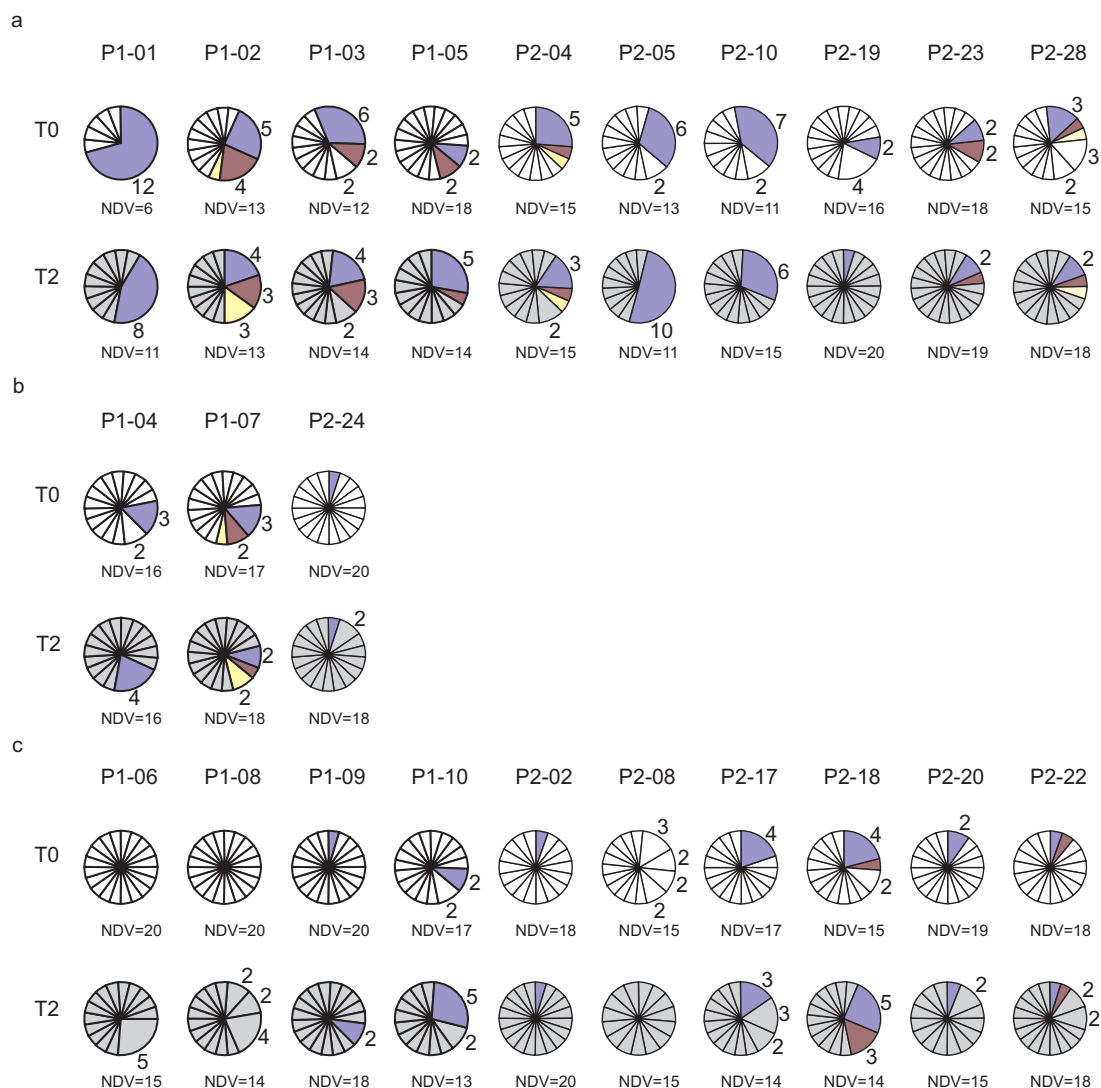 a
P1-01 P1-02 P1-03 P1-05 P2-04 P2-05 P2-10 P2-19 P2-23 P2-28
T0
12 5 4 6 2 2 2 2 5 6 2 7 2 2 4 2 2 3 3 2
NDV=6 NDV=13 NDV=12 NDV=18 NDV=15 NDV=13 NDV=11 NDV=16 NDV=18 NDV=15
T2
8 4 3 3 4 3 2 5 3 2 10 6 2 2
NDV=11 NDV=13 NDV=14 NDV=14 NDV=15 NDV=11 NDV=15 NDV=20 NDV=19 NDV=18
b
P1-04 P1-07 P2-24
T0
3 2 3 2
NDV=16 NDV=17 NDV=20
T2
4 2 2 2
NDV=16 NDV=18 NDV=18
c
P1-06 P1-08 P1-09 P1-10 P2-02 P2-08 P2-17 P2-18 P2-20 P2-22
T0
2 2 3 2 2 2 4 4 2 2
NDV=20 NDV=20 NDV=20 NDV=17 NDV=18 NDV=15 NDV=17 NDV=15 NDV=19 NDV=18
T2
5 2 2 4 2 5 2 3 3 2 5 3 2 2 2
NDV=15 NDV=14 NDV=18 NDV=13 NDV=20 NDV=15 NDV=14 NDV=14 NDV=15 NDV=18